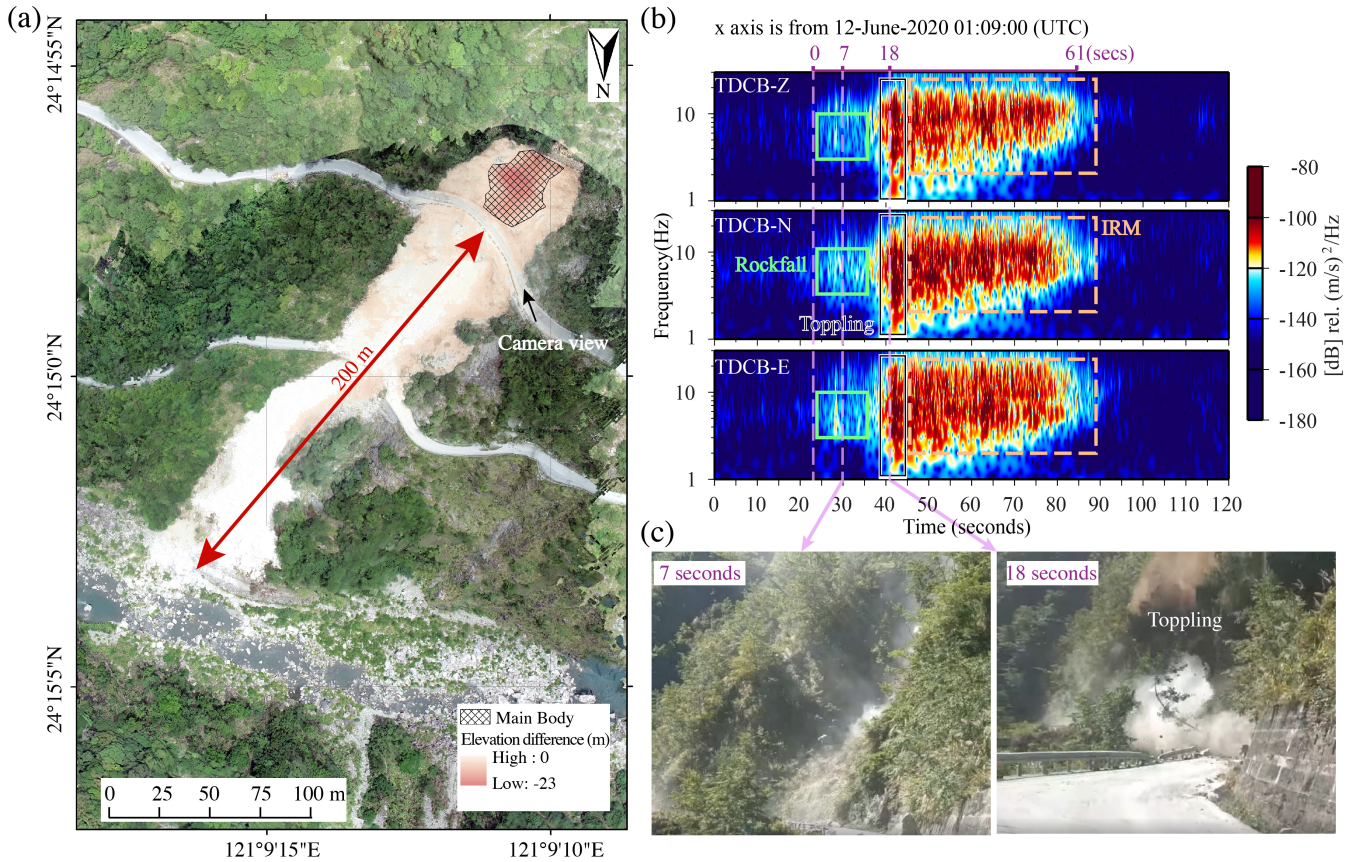 (a)
24°14'55"N
24°15'0"N
24°15'5"N
N
Camera view
200 m
Main Body
Elevation difference (m)
High : 0
Low: -23
0 25 50 75 100 m
121°9'15"E
121°9'10"E
(b)
x axis is from 12-June-2020 01:09:00 (UTC)
0 7 18 61(secs)
TDCB-Z
10
1
TDCB-N
IRM
Rockfall
Toppling
10
1
TDCB-E
10
1
Frequency(Hz)
0 10 20 30 40 50 60 70 80 90 100 110 120
Time (seconds)
-80
-100
-120
-140
-160
-180
[dB] rel. (m/s)²/Hz
(c)
7 seconds
18 seconds
Toppling